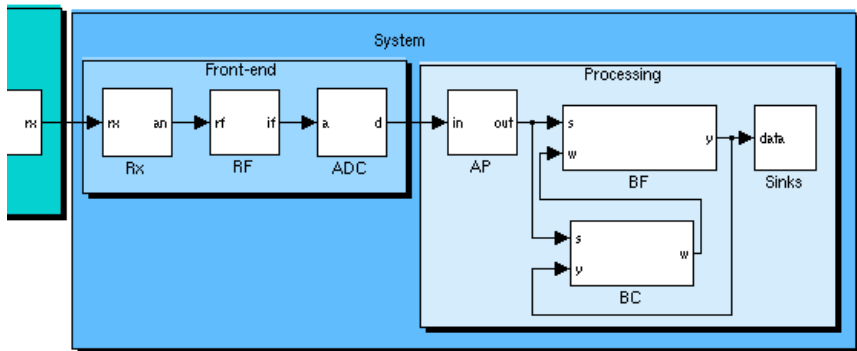 System
Front-end
Processing
rx
rx an
rf if
a d
in out
s
w
y
data
Rx
RF
ADC
AP
BF
Sinks
s
y
w
BC